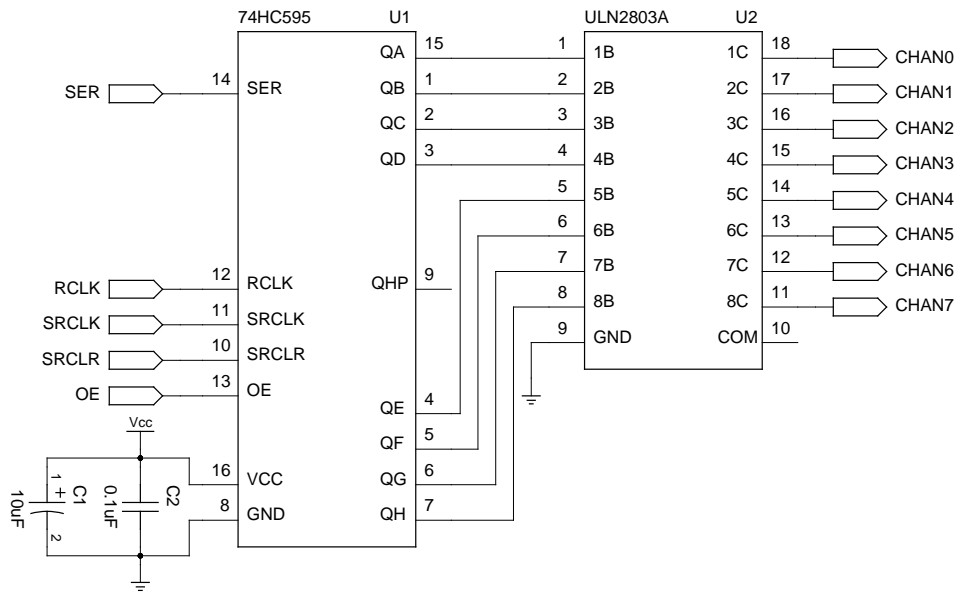 74HC595 U1
ULN2803A U2
QA 15 1 1B 1C 18 CHAN0
SER 14 SER QB 1 2 2B 2C 17 CHAN1
QC 2 3 3B 3C 16 CHAN2
QD 3 4 4B 4C 15 CHAN3
5 5B 5C 14 CHAN4
6 6B 6C 13 CHAN5
RCLK 12 RCLK QHP 9 7 7B 7C 12 CHAN6
SRCLK 11 SRCLK 8 8B 8C 11 CHAN7
SRCLR 10 SRCLR 9 GND COM 10
OE 13 OE
QE 4
Vcc
QF 5
16 VCC QG 6
8 GND QH 7
1 + 2 C1
10uF
C2
0.1uF